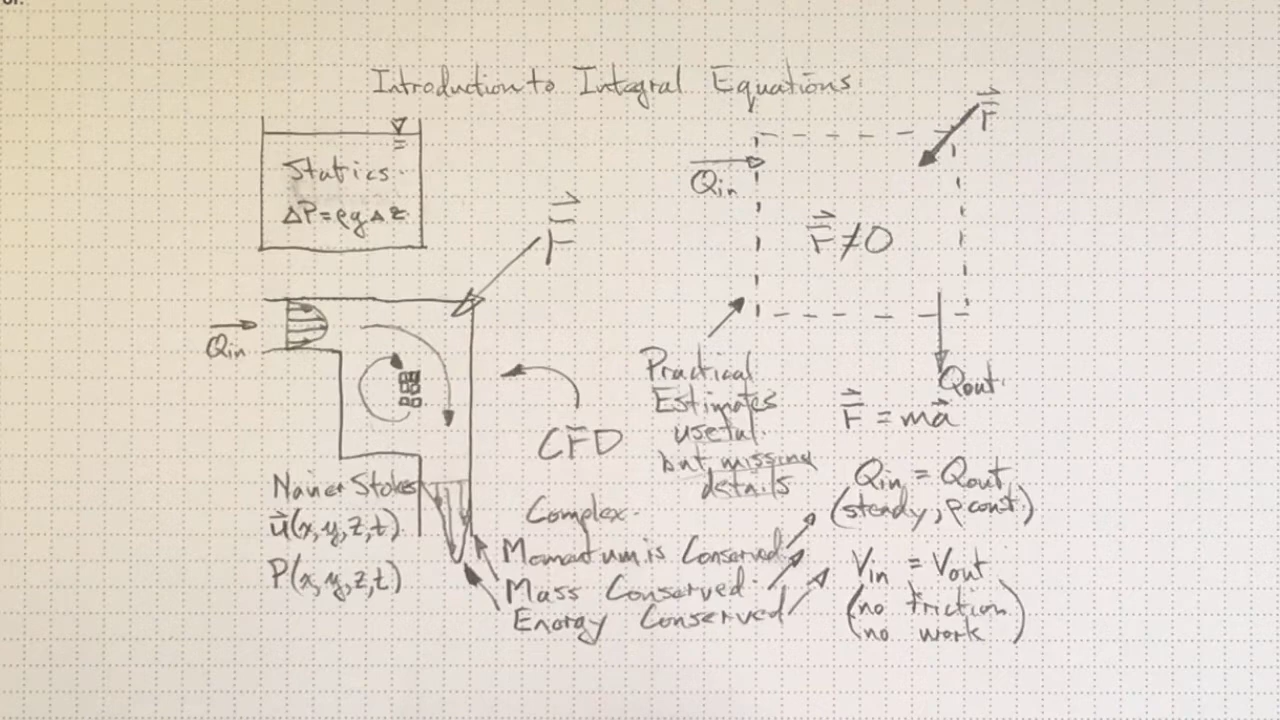 Introduction to Integral Equations
Statics
ΔP=ρgΔz
F⃗
Qin
F⃗
Qin
F⃗≠0
Practical
Estimates
useful
but missing
details
Qout
F⃗ = ma⃗
CFD
Navier Stokes
u⃗(x,y,z,t)
P(x,y,z,t)
Complex
Momentum is Conserved
Mass Conserved
Energy Conserved
Qin = Qout
(steady, ρ const)
Vin = Vout
(no friction
no work)